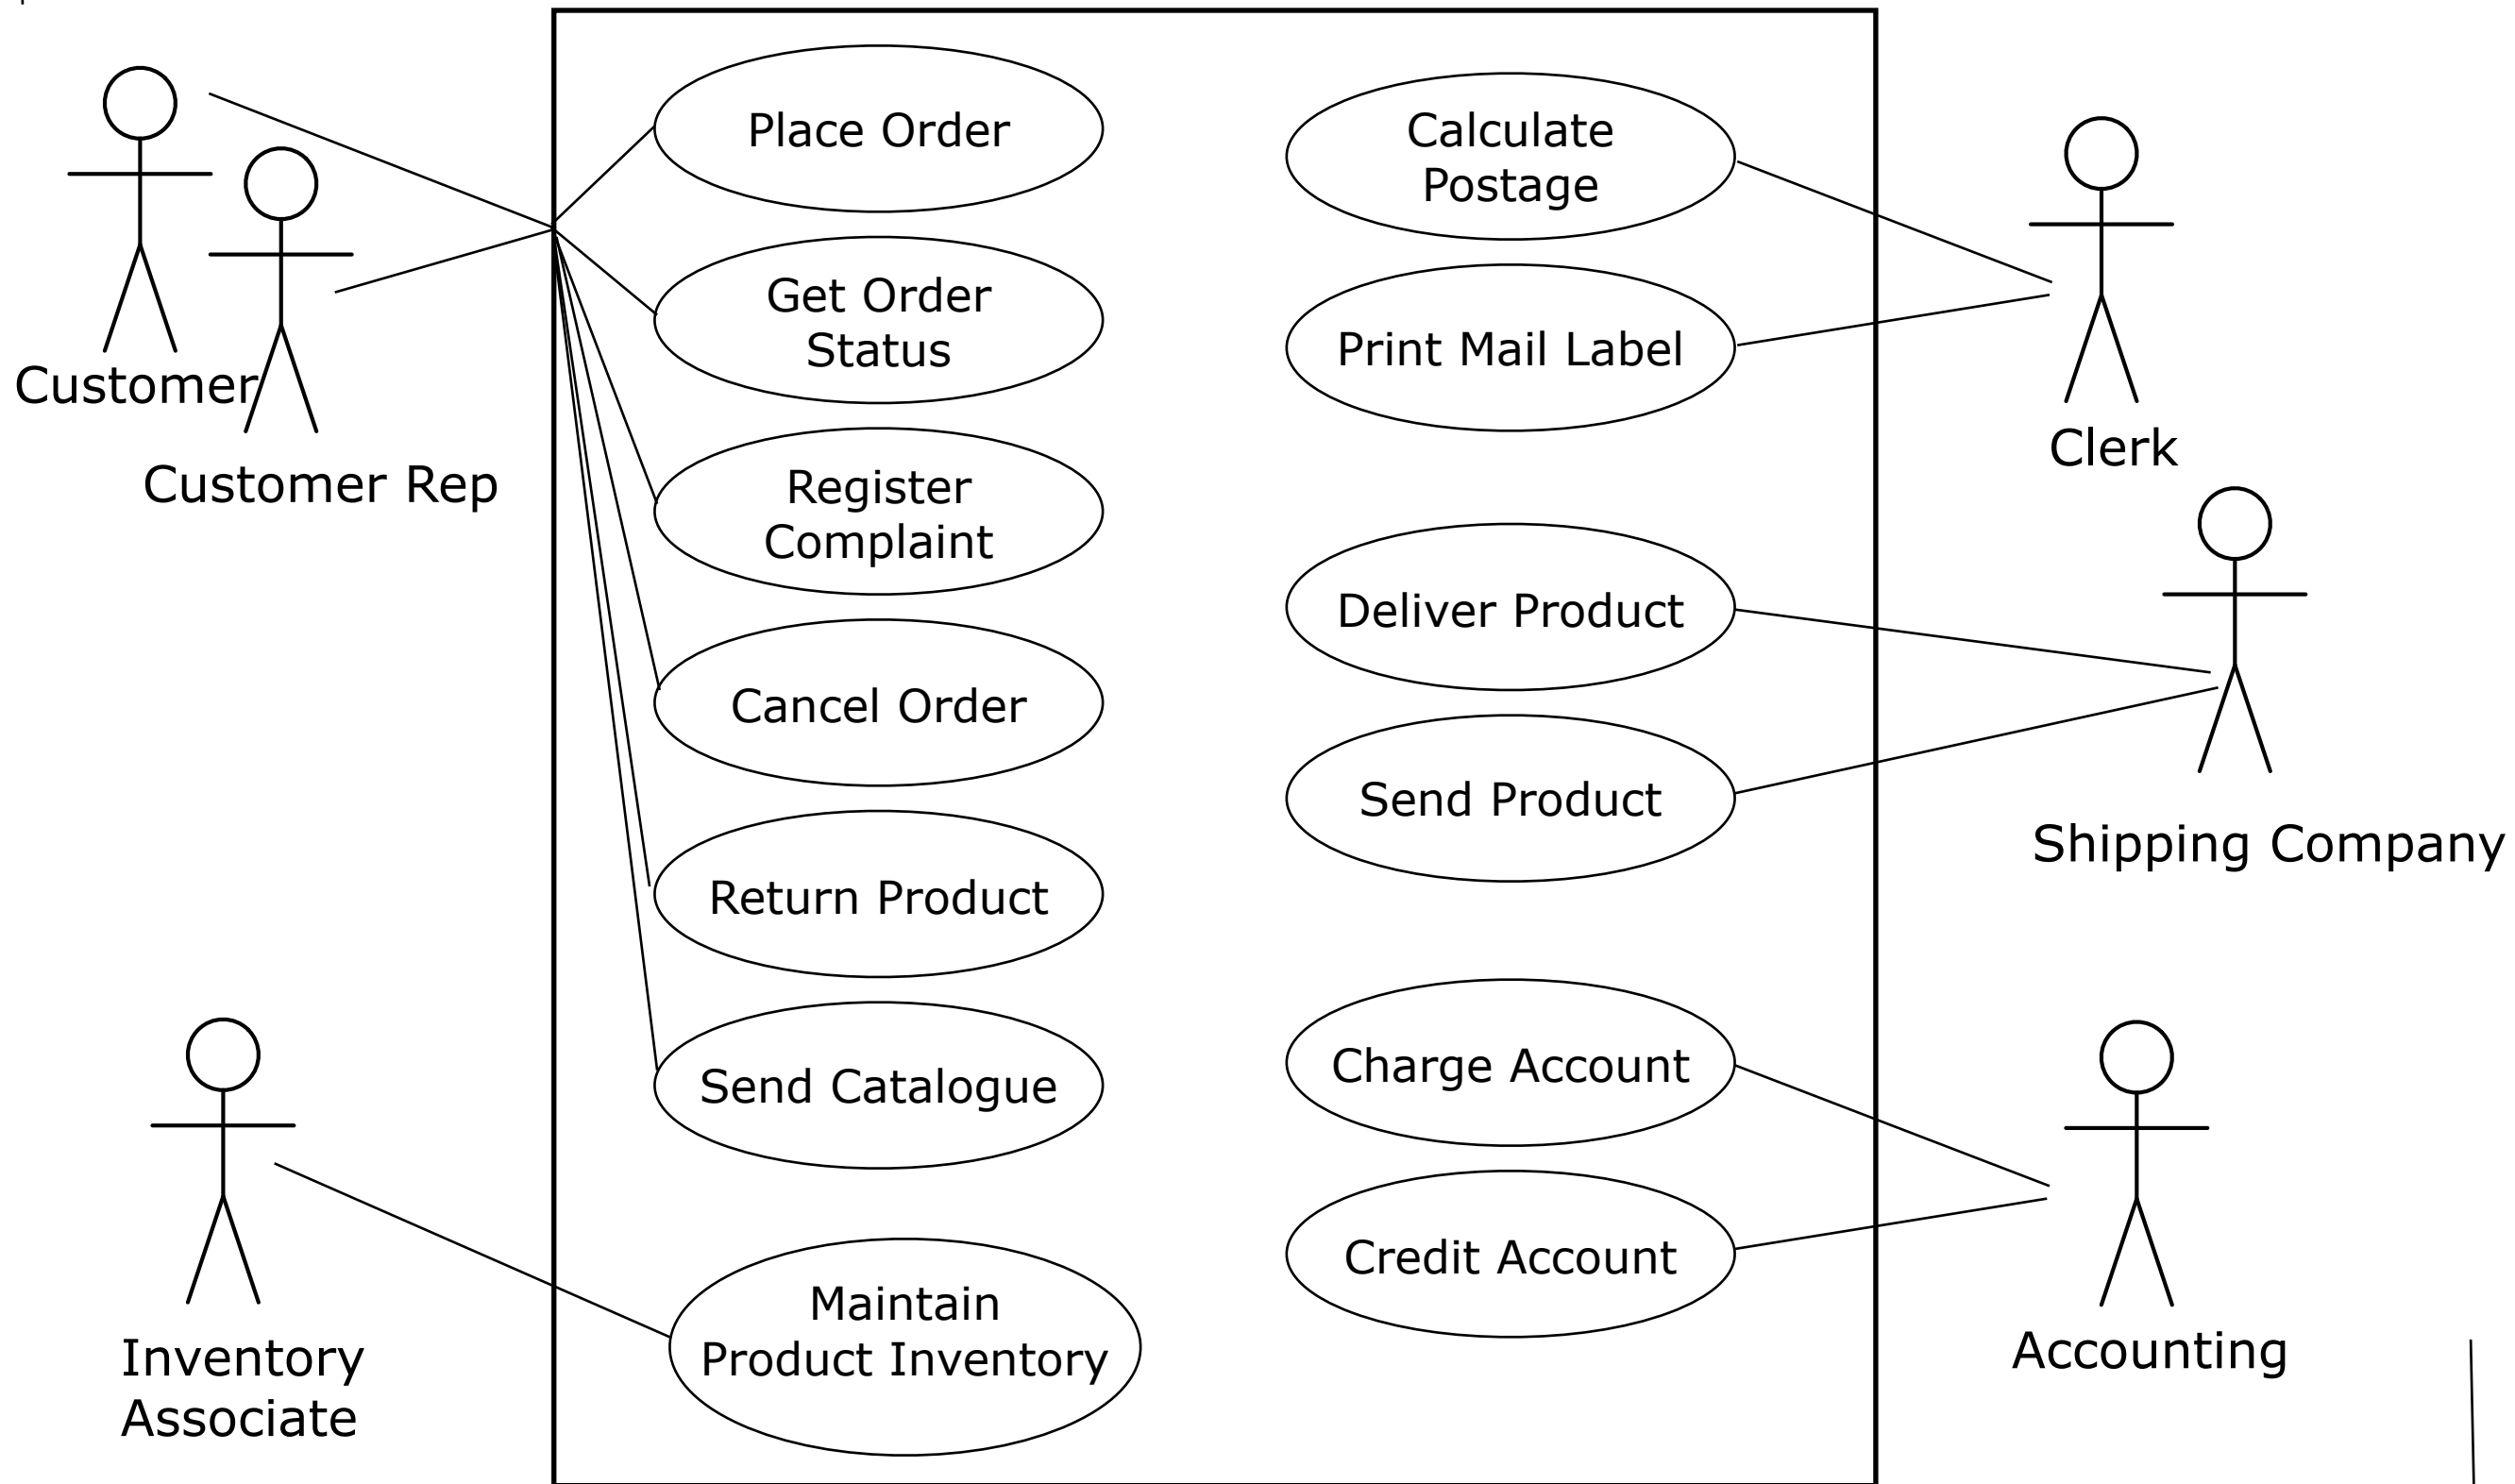 Customer
Customer Rep
Inventory
Associate
Place Order
Get Order
Status
Register
Complaint
Cancel Order
Return Product
Send Catalogue
Maintain
Product Inventory
Calculate
Postage
Print Mail Label
Deliver Product
Send Product
Charge Account
Credit Account
Clerk
Shipping Company
Accounting